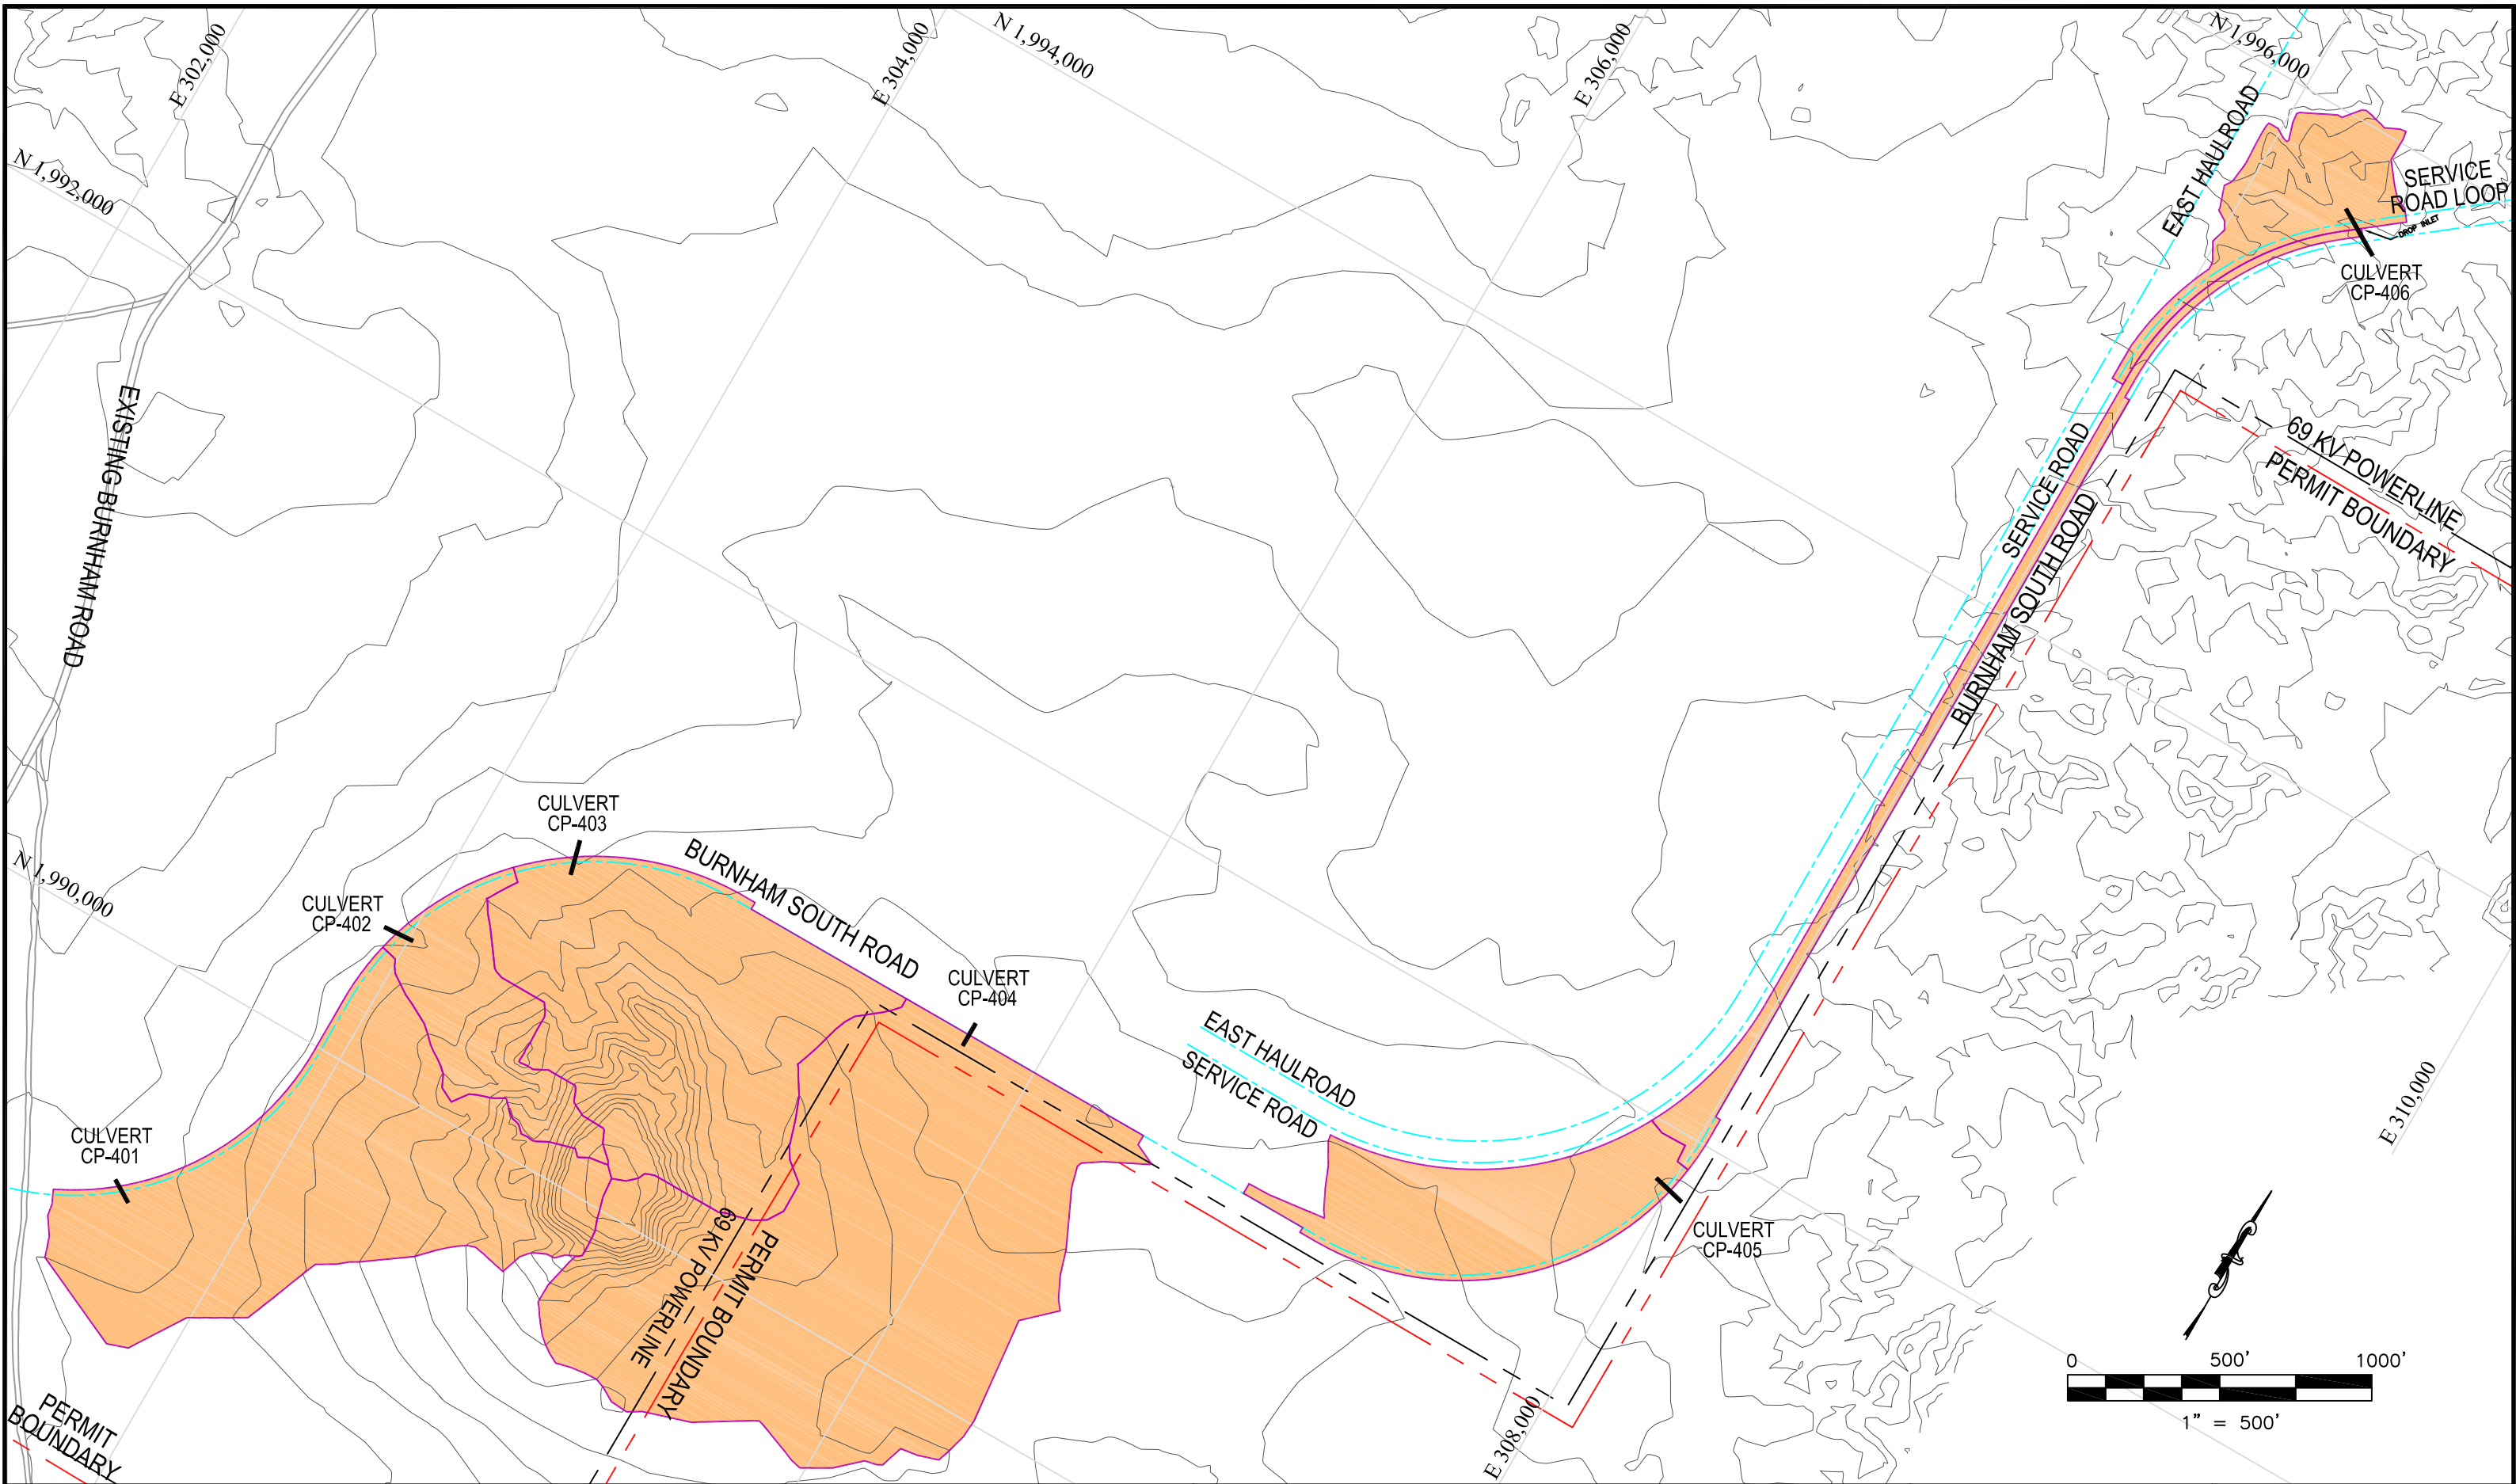 E 302,000
E 304,000
N 1,994,000
E 306,000
N 1,996,000
N 1,992,000
EAST HAULROAD
SERVICE
ROAD LOOP
DROP INLET
CULVERT
CP-406
EXISTING BURNHAM ROAD
69 KV POWERLINE
PERMIT BOUNDARY
SERVICE ROAD
BURNHAM SOUTH ROAD
CULVERT
CP-403
BURNHAM SOUTH ROAD
N 1,990,000
CULVERT
CP-402
CULVERT
CP-404
EAST HAULROAD
SERVICE ROAD
CULVERT
CP-401
E 310,000
CULVERT
CP-405
69 KV POWERLINE
PERMIT BOUNDARY
PERMIT
BOUNDARY
E 308,000
0 500' 1000'
1" = 500'